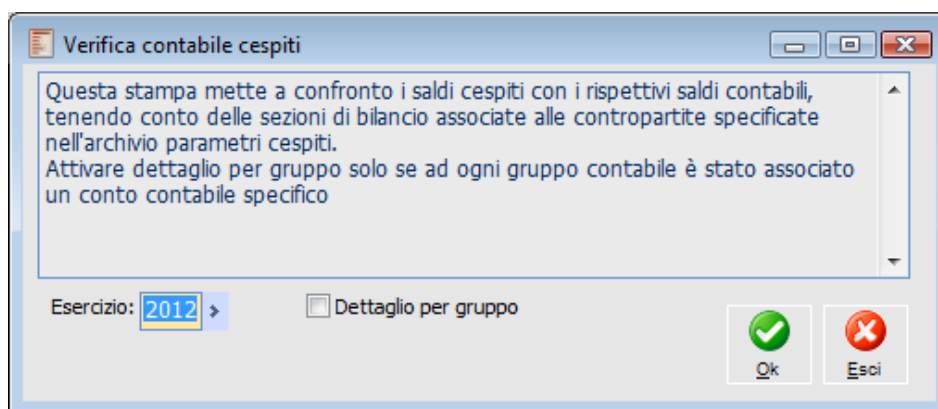 Verifica contabile cespiti
Questa stampa mette a confronto i saldi cespiti con i rispettivi saldi contabili,
tenendo conto delle sezioni di bilancio associate alle contropartite specificate
nell'archivio parametri cespiti.
Attivare dettaglio per gruppo solo se ad ogni gruppo contabile è stato associato
un conto contabile specifico
Esercizio: 2012 Dettaglio per gruppo
Ok Esci